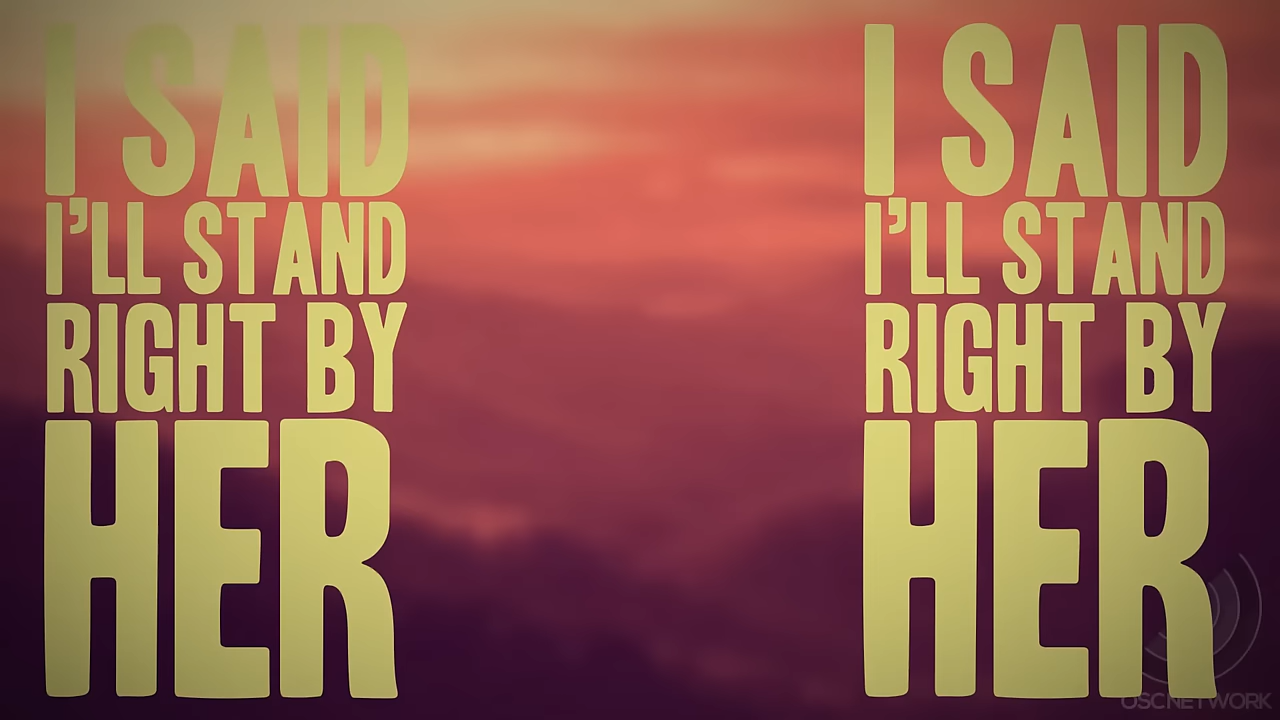 I SAID
I'LL STAND
RIGHT BY
HER
I SAID
I'LL STAND
RIGHT BY
HER
OSCNETWORK